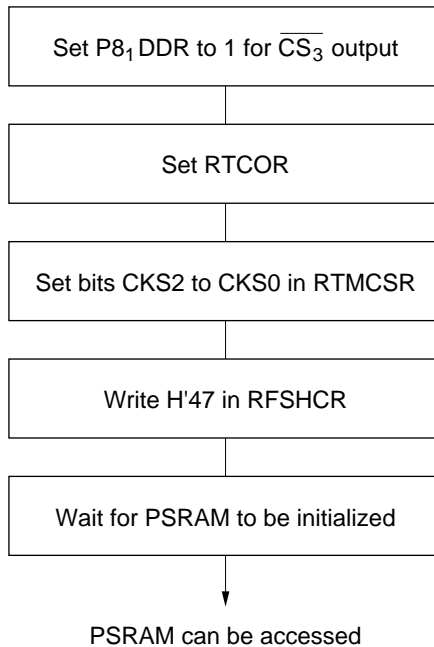 Set P8₁ DDR to 1 for C̅S̅₃̅ output
Set RTCOR
Set bits CKS2 to CKS0 in RTMCSR
Write H'47 in RFSHCR
Wait for PSRAM to be initialized
PSRAM can be accessed